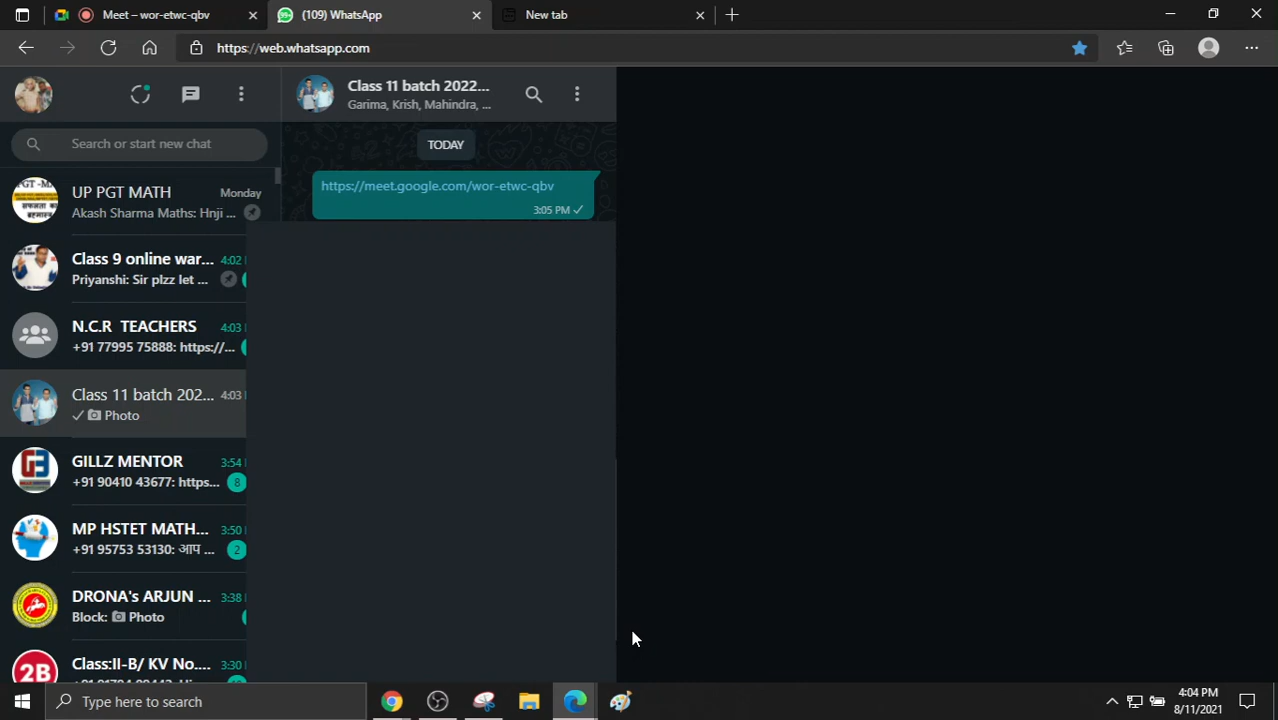 Meet – wor-etwc-qbv
(109) WhatsApp
New tab
https://web.whatsapp.com
Class 11 batch 2022...
Garima, Krish, Mahindra, ...
Search or start new chat
TODAY
https://meet.google.com/wor-etwc-qbv
3:05 PM
UP PGT MATH
Monday
Akash Sharma Maths: Hnji ...
Class 9 online war...
4:02
Priyanshi: Sir plzz let ...
N.C.R TEACHERS
4:03
+91 77995 75888: https://...
Class 11 batch 202...
4:03
Photo
GILLZ MENTOR
3:54
+91 90410 43677: https...
8
MP HSTET MATH...
3:50
+91 95753 53130: आप ...
2
DRONA's ARJUN ...
3:38
Block: Photo
2B
Class:II-B/ KV No....
3:30
Type here to search
4:04 PM
8/11/2021